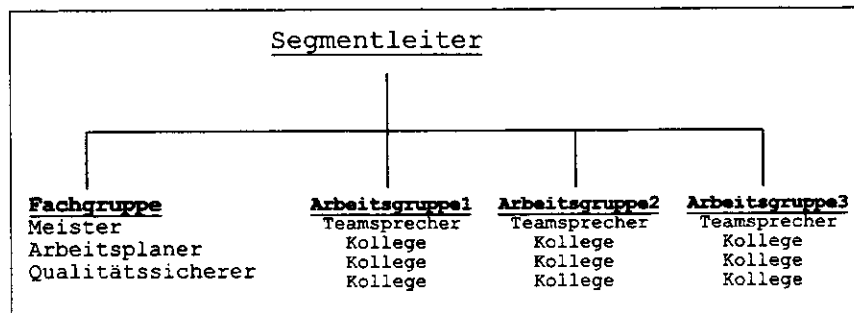 Segmentleiter
Fachgruppe
Meister
Arbeitsplaner
Qualitätssicherer
Arbeitsgruppe1
Teamsprecher
Kollege
Kollege
Kollege
Arbeitsgruppe2
Teamsprecher
Kollege
Kollege
Kollege
Arbeitsgruppe3
Teamsprecher
Kollege
Kollege
Kollege